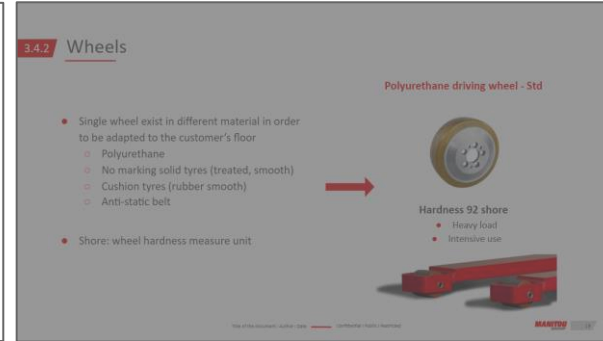 3.4.2 Wheels
Polyurethane driving wheel - Std
● Single wheel exist in different material in order
to be adapted to the customer's floor
○ Polyurethane
○ No marking solid tyres (treated, smooth)
○ Cushion tyres (rubber smooth)
○ Anti-static belt
● Shore: wheel hardness measure unit
Hardness 92 shore
● Heavy load
● Intensive use
MANITOU